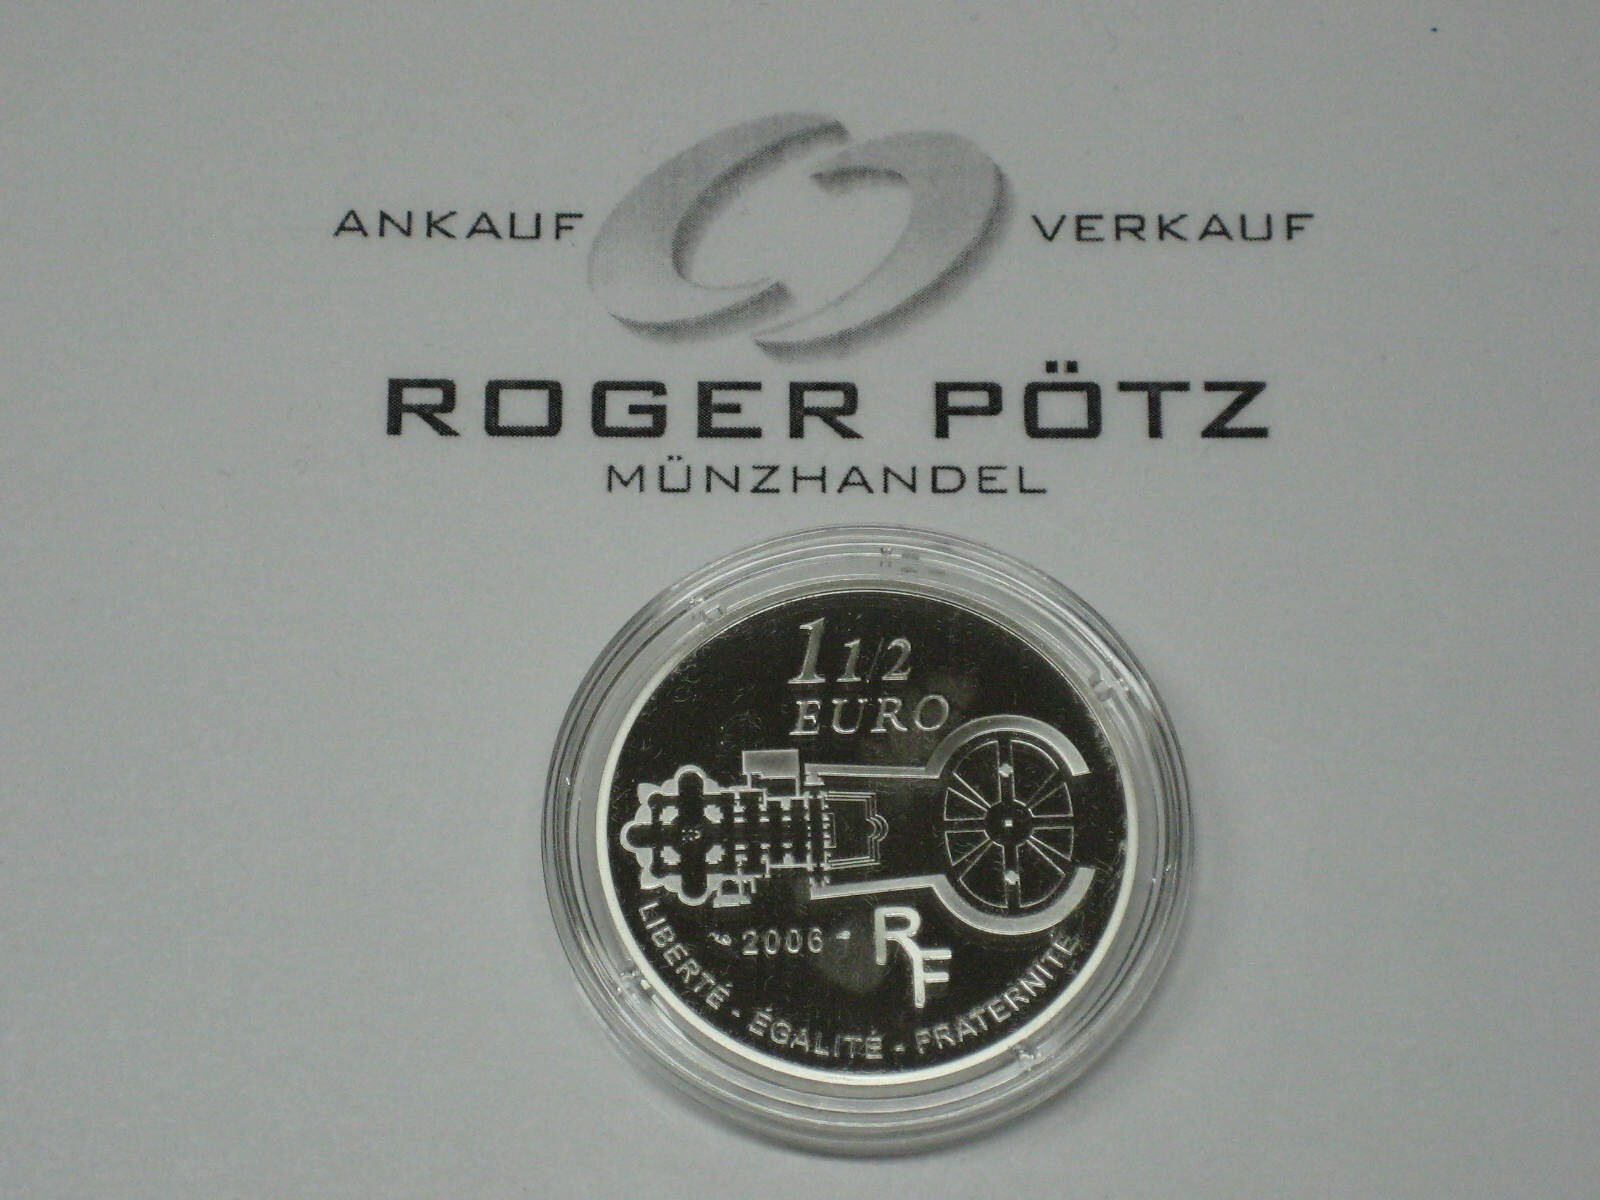 ANKAUF VERKAUF
ROGER PÖTZ
MÜNZHANDEL
1 1/2
EURO
2006
RF
LIBERTÉ - ÉGALITÉ - FRATERNITÉ